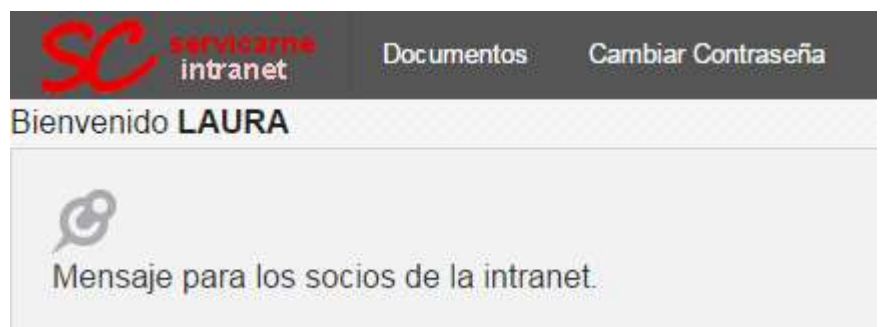 SC servicarne
intranet
Documentos
Cambiar Contraseña
Bienvenido LAURA
Mensaje para los socios de la intranet.